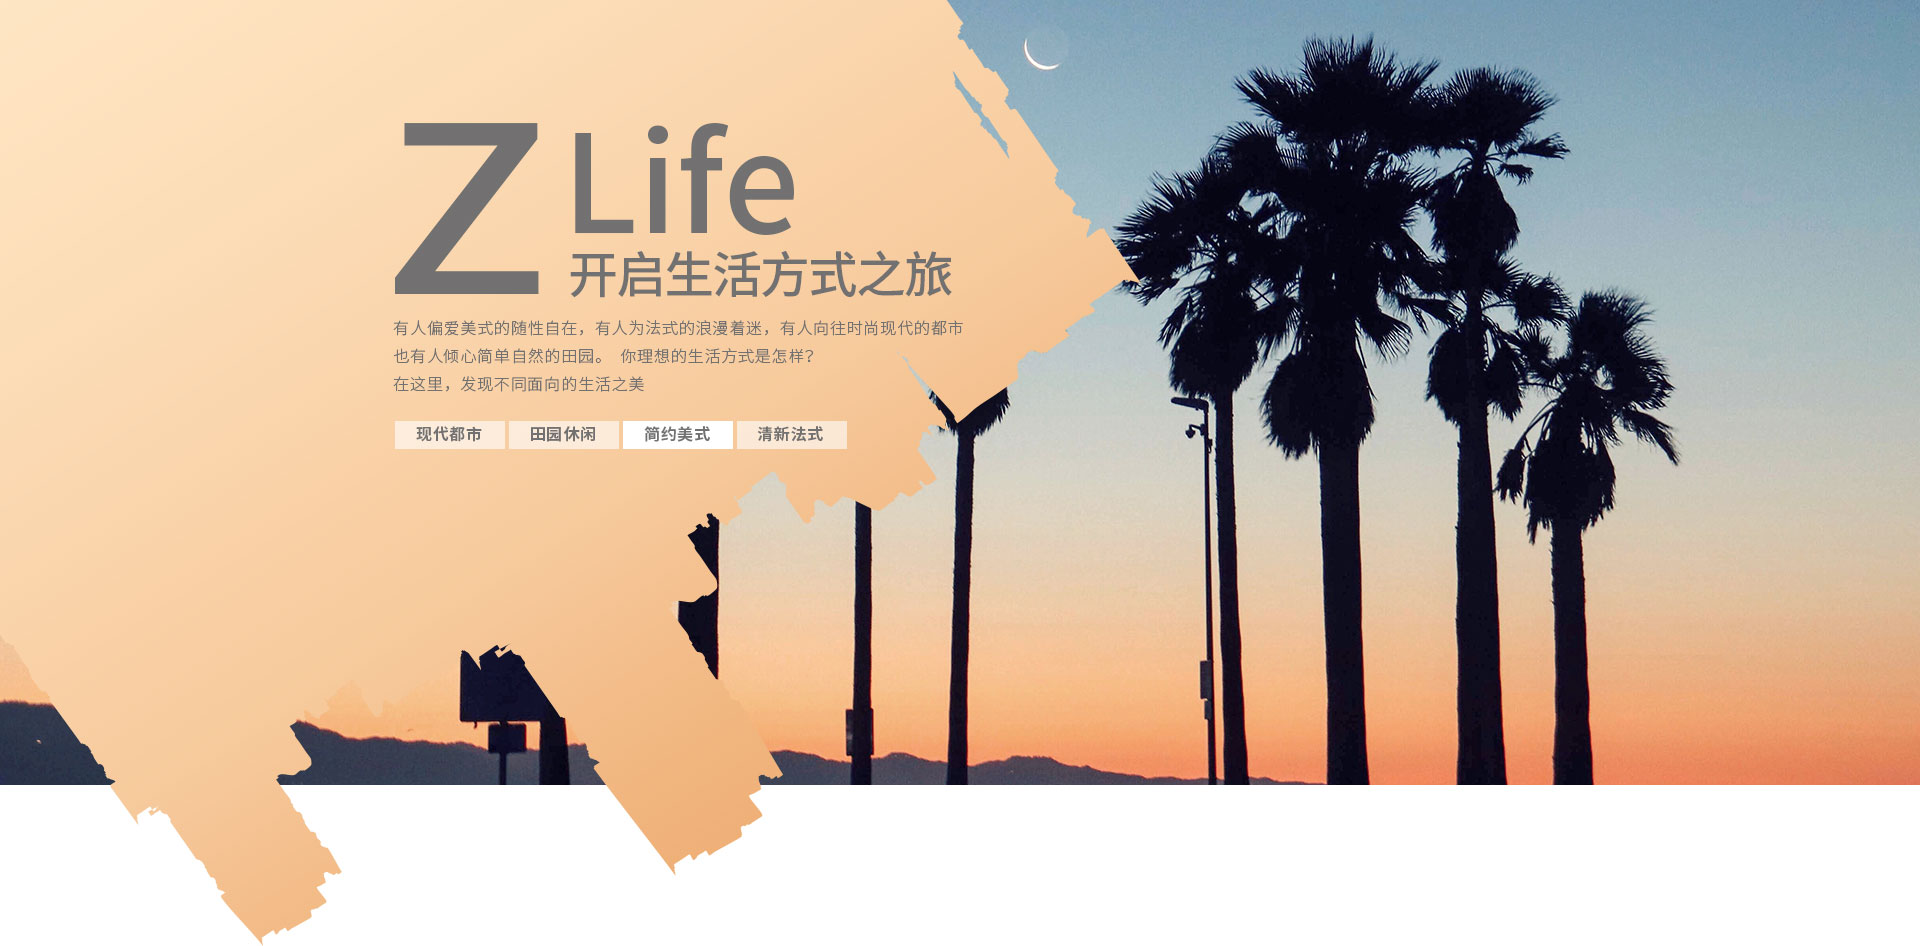 Z Life
开启生活方式之旅
有人偏爱美式的随性自在，有人为法式的浪漫着迷，有人向往时尚现代的都市
也有人倾心简单自然的田园。 你理想的生活方式是怎样？
在这里，发现不同面向的生活之美
现代都市 田园休闲 简约美式 清新法式